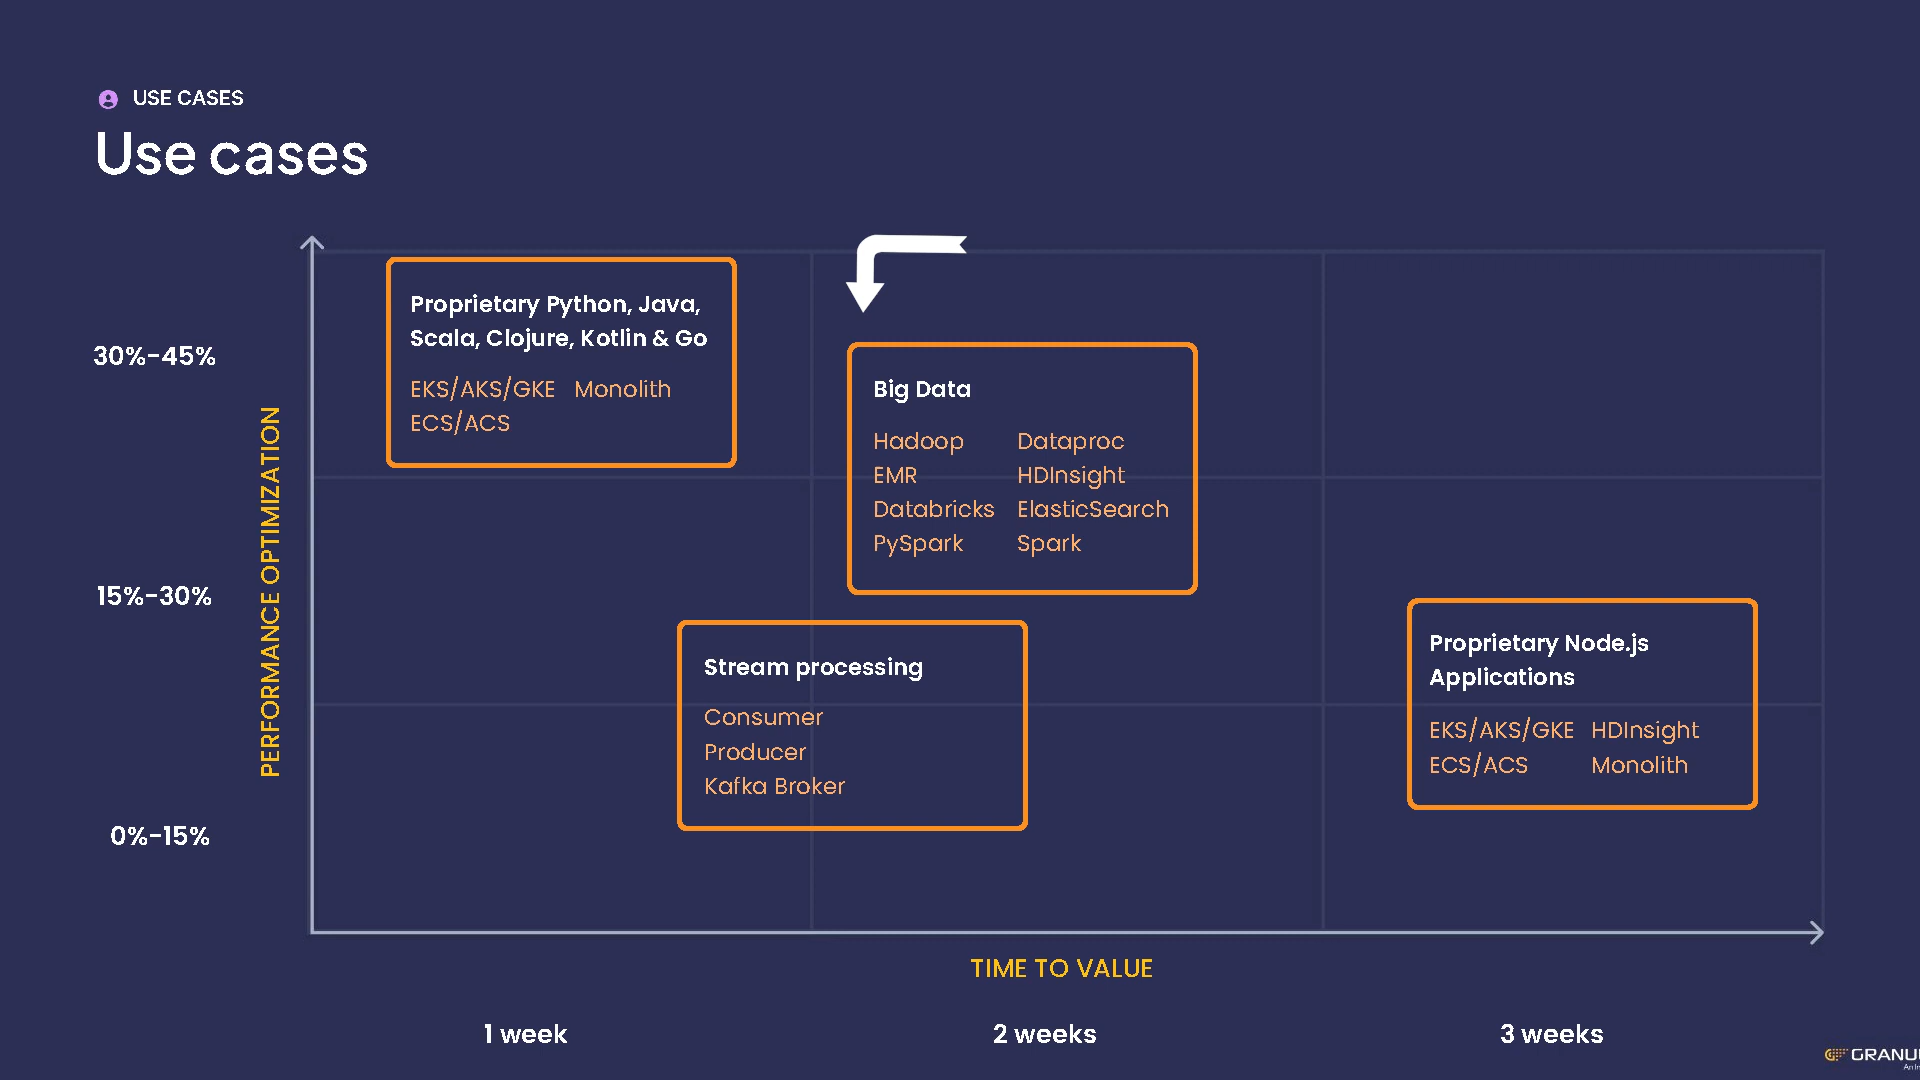 USE CASES
Use cases
30%-45%
15%-30%
0%-15%
PERFORMANCE OPTIMIZATION
Proprietary Python, Java,
Scala, Clojure, Kotlin & Go
EKS/AKS/GKE Monolith
ECS/ACS
Big Data
Hadoop Dataproc
EMR HDInsight
Databricks ElasticSearch
PySpark Spark
Stream processing
Consumer
Producer
Kafka Broker
Proprietary Node.js
Applications
EKS/AKS/GKE HDInsight
ECS/ACS Monolith
TIME TO VALUE
1 week 2 weeks 3 weeks